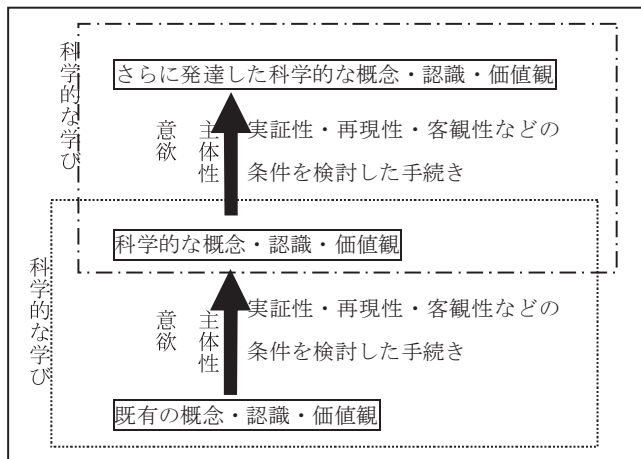 科学的な学び
さらに発達した科学的な概念・認識・価値観
意欲
主体性
実証性・再現性・客観性などの
条件を検討した手続き
科学的な学び
科学的な概念・認識・価値観
意欲
主体性
実証性・再現性・客観性などの
条件を検討した手続き
既有の概念・認識・価値観